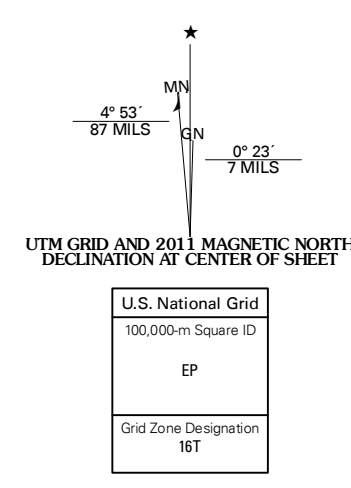 ★
MN
4° 53´
87 MILS
GN
0° 23´
7 MILS
UTM GRID AND 2011 MAGNETIC NORTH
DECLINATION AT CENTER OF SHEET
U.S. National Grid
100,000-m Square ID
EP
Grid Zone Designation
16T